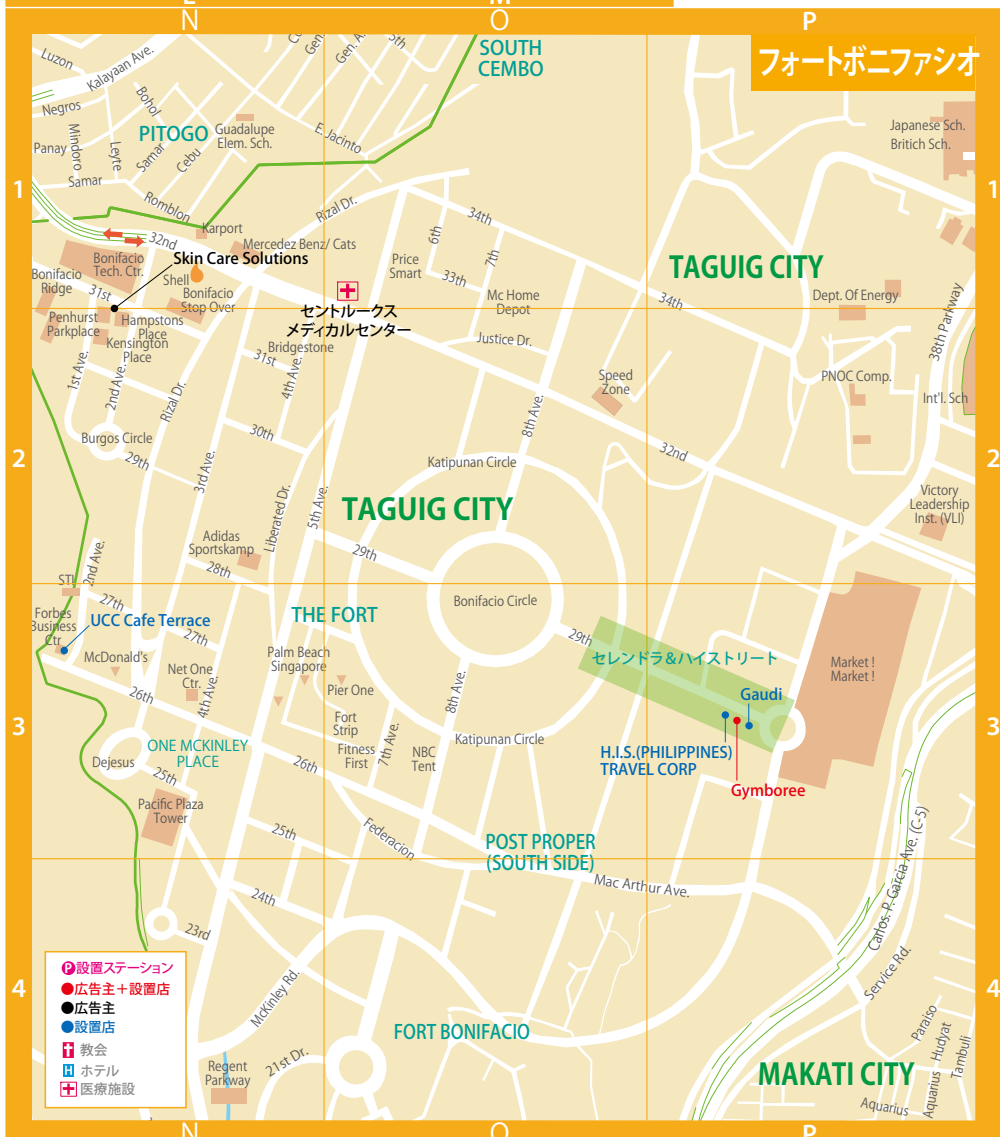 N
O
P
フォートボニファシオ
SOUTH
CEMBO
Luzon
Kalayaan Ave.
Gen.
Gen. A.
5th
Negros
Bohol
Mindoro
PITOGO
Guadalupe
Elem. Sch.
E. Jacinto
Japanese Sch.
Britich Sch.
Panay
Leyte
Samar
Cebu
Samar
1
1
Romblon
Rizal Dr.
34th
6th
7th
Karport
32nd
Mercedez Benz/ Cats
Bonifacio
Tech. Ctr.
Skin Care Solutions
Price
Smart
33rd
TAGUIG CITY
Bonifacio
Ridge
31st
Shell
Bonifacio
Stop Over
Mc Home
Depot
34th
Dept. Of Energy
38th Parkway
セントルークス
メディカルセンター
Penhurst
Parkplace
Hampstons
Place
Kensington
Place
Bridgestone
Justice Dr.
31st
4th Ave.
1st Ave.
2nd Ave.
Rizal Dr.
Speed
Zone
PNOC Comp.
Int'l. Sch
8th Ave.
Burgos Circle
30th
32nd
2
2
29th
3rd Ave.
Katipunan Circle
Liberated Dr.
5th Ave.
TAGUIG CITY
Victory
Leadership
Inst. (VLI)
Adidas
Sportskamp
29th
2nd Ave.
28th
STI
27th
Bonifacio Circle
Forbes
Business
Ctr.
UCC Cafe Terrace
THE FORT
27th
29th
セレンドラ＆ハイストリート
McDonald's
Palm Beach
Singapore
Market !
Market !
Net One
Ctr.
4th Ave.
Pier One
8th Ave.
Gaudi
26th
Fort
Strip
3
3
ONE MCKINLEY
PLACE
Fitness
First
7th Ave.
NBC
Tent
Katipunan Circle
H.I.S.(PHILIPPINES)
TRAVEL CORP
Dejesus
25th
26th
Gymboree
Pacific Plaza
Tower
25th
Federacion
POST PROPER
(SOUTH SIDE)
Mac Arthur Ave.
Carlos. P. Garcia Ave. (C-5)
24th
23rd
P設置ステーション
●広告主＋設置店
●広告主
●設置店
教会
H ホテル
医療施設
4
4
McKinley Rd.
Service Rd.
FORT BONIFACIO
Regent
Parkway
21st Dr.
MAKATI CITY
Paraiso
Hudyat
Tambuli
Aquarius
Aquarius
N
O
P